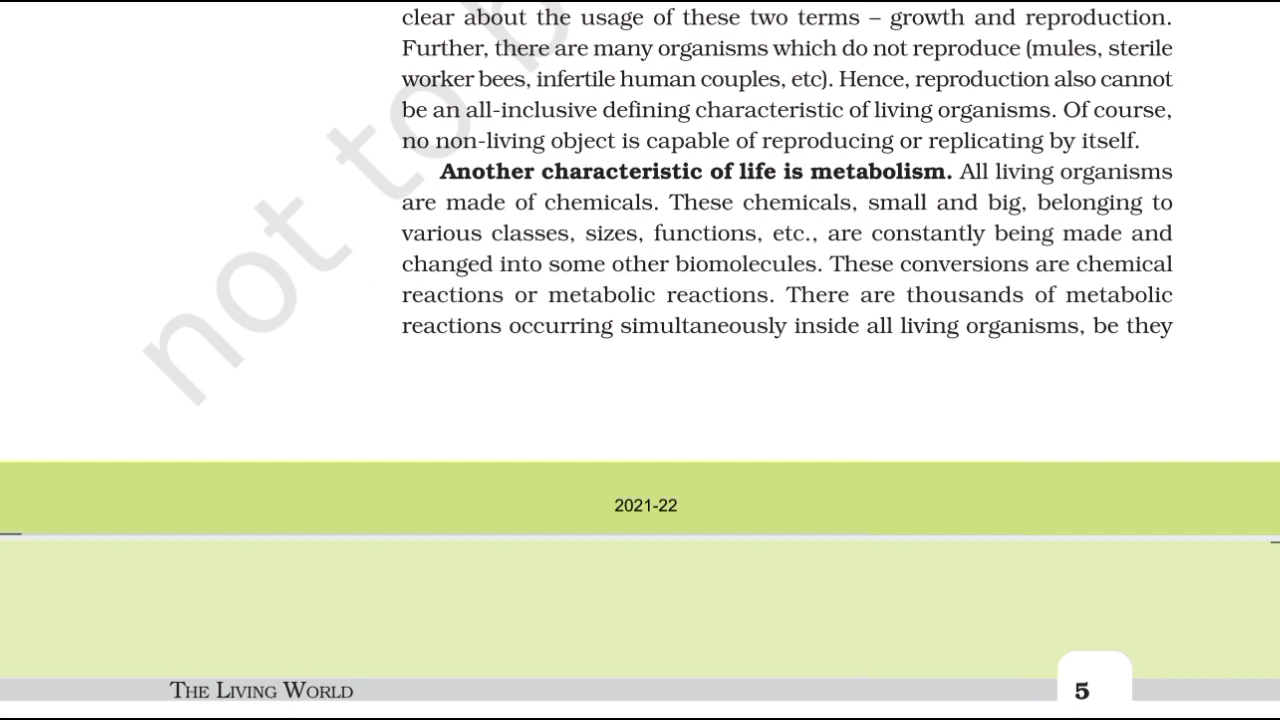 clear about the usage of these two terms – growth and reproduction.
Further, there are many organisms which do not reproduce (mules, sterile
worker bees, infertile human couples, etc). Hence, reproduction also cannot
be an all-inclusive defining characteristic of living organisms. Of course,
no non-living object is capable of reproducing or replicating by itself.
Another characteristic of life is metabolism. All living organisms
are made of chemicals. These chemicals, small and big, belonging to
various classes, sizes, functions, etc., are constantly being made and
changed into some other biomolecules. These conversions are chemical
reactions or metabolic reactions. There are thousands of metabolic
reactions occurring simultaneously inside all living organisms, be they
not to b
2021-22
THE LIVING WORLD
5